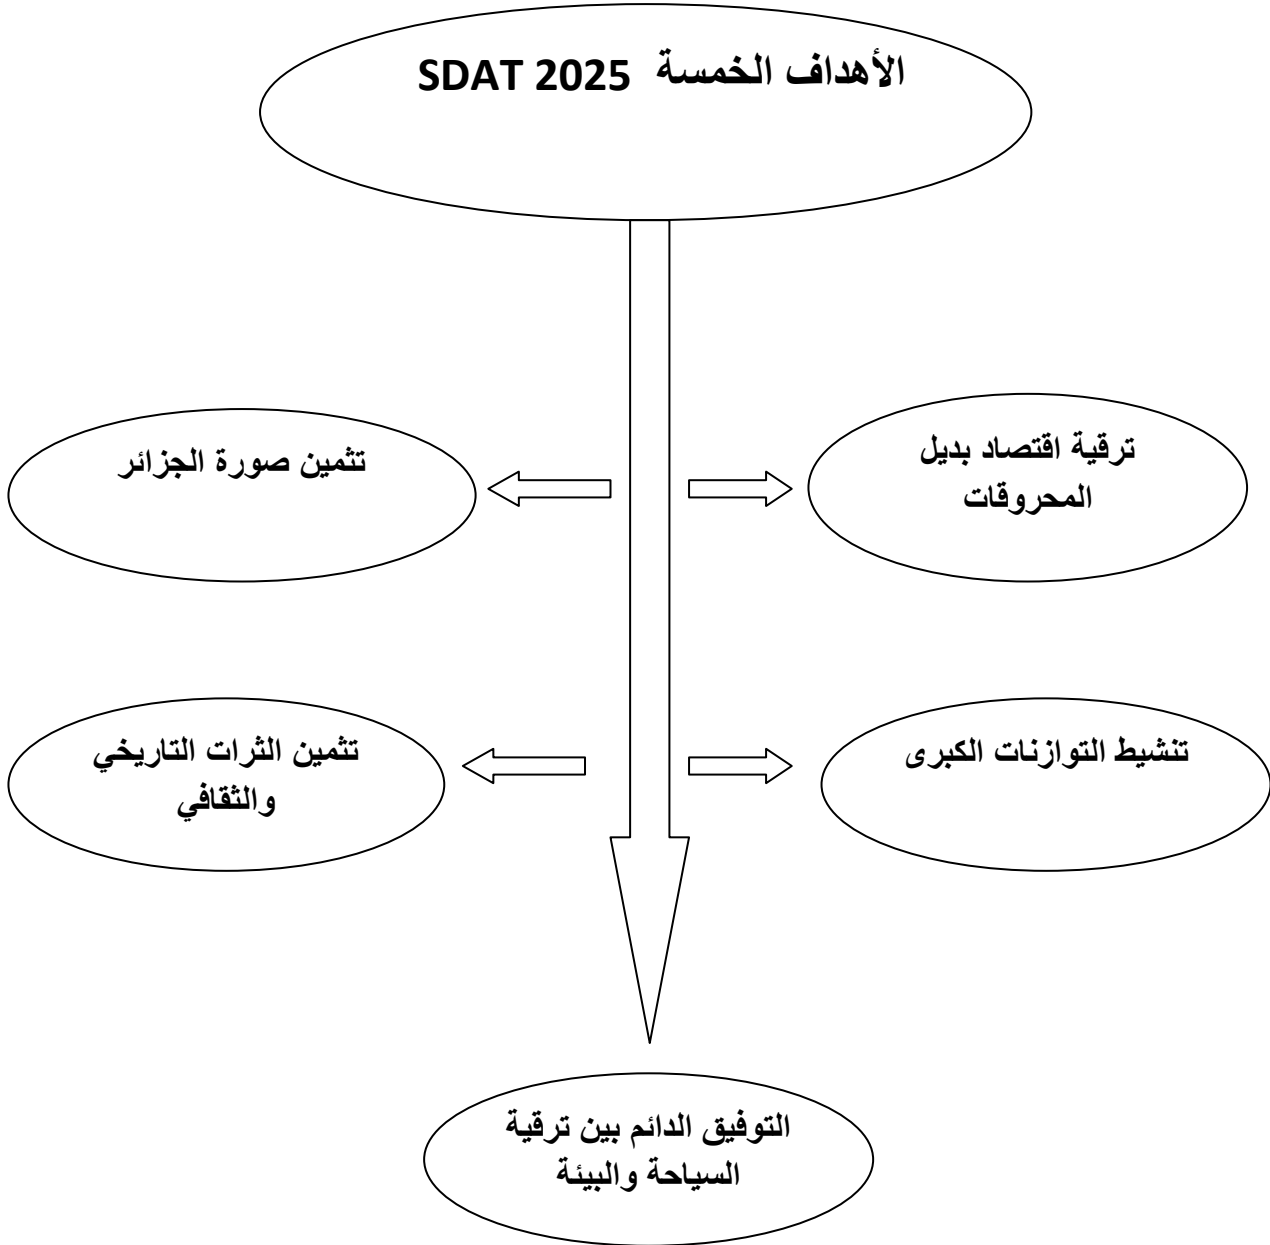 الأهداف الخمسة SDAT 2025
ترقية اقتصاد بديل
المحروقات
تثمين صورة الجزائر
تنشيط التوازنات الكبرى
تثمين الثرات التاريخي
والثقافي
التوفيق الدائم بين ترقية
السياحة والبيئة